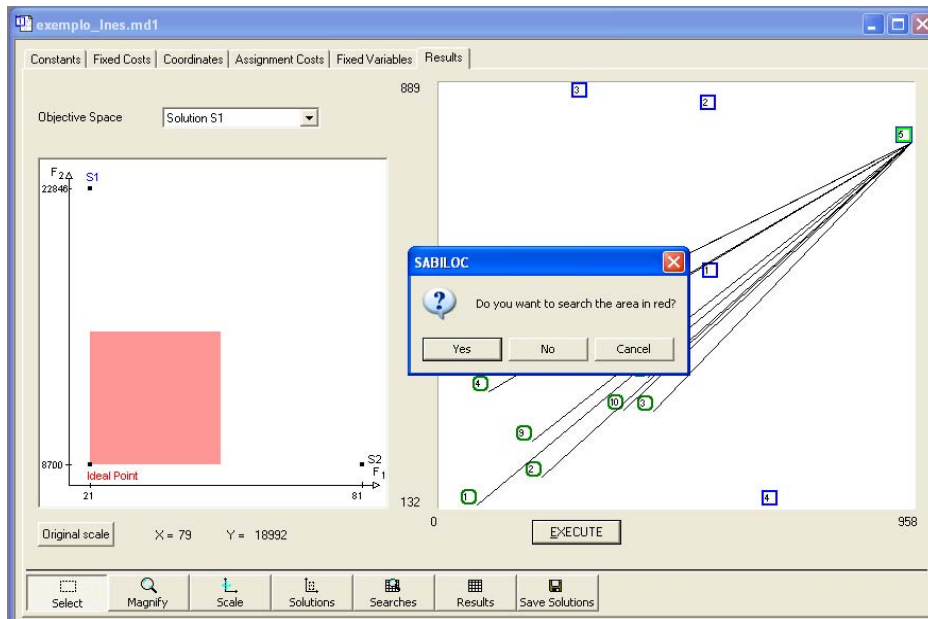 exemplo_Ines.md1
Constants Fixed Costs Coordinates Assignment Costs Fixed Variables Results
Objective Space Solution S1
F2
22846
S1
8700
Ideal Point
S2
F1
21 81
889
3
2
5
1
4
10 3
9
2
1
4
132
0 958
SABILOC
Do you want to search the area in red?
Yes No Cancel
Original scale X = 79 Y = 18992
EXECUTE
Select Magnify Scale Solutions Searches Results Save Solutions